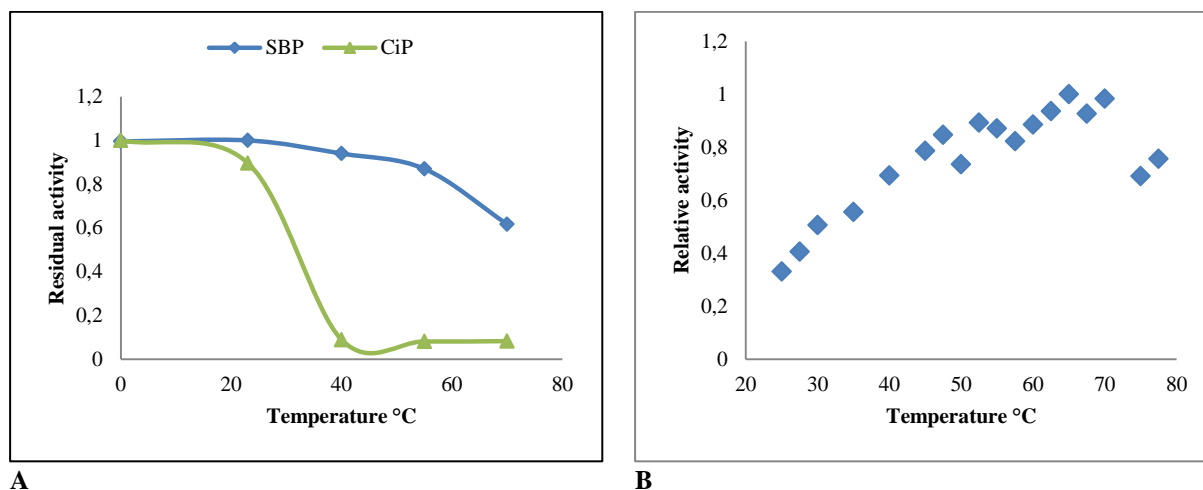 SBP CiP
1,2
1
0,8
0,6
0,4
0,2
0
Residual activity
0 20 40 60 80
Temperature °C
A
1,2
1
0,8
0,6
0,4
0,2
0
Relative activity
20 30 40 50 60 70 80
Temperature °C
B